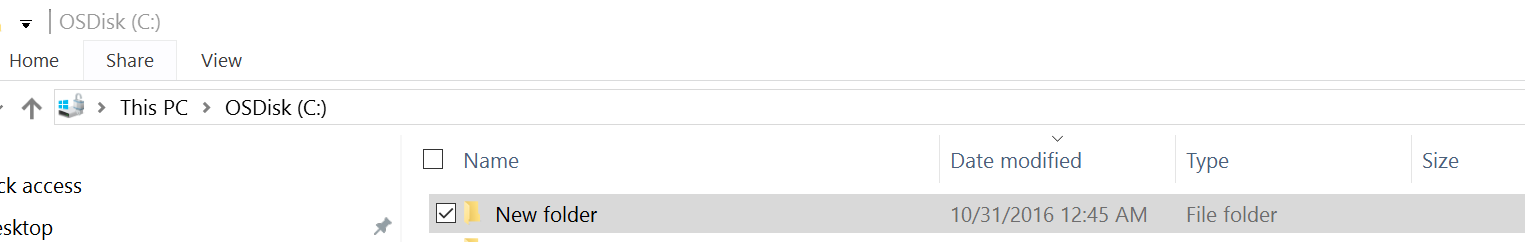 OSDisk (C:)
Home Share View
This PC OSDisk (C:)
Name Date modified Type Size
ck access
New folder 10/31/2016 12:45 AM File folder
esktop